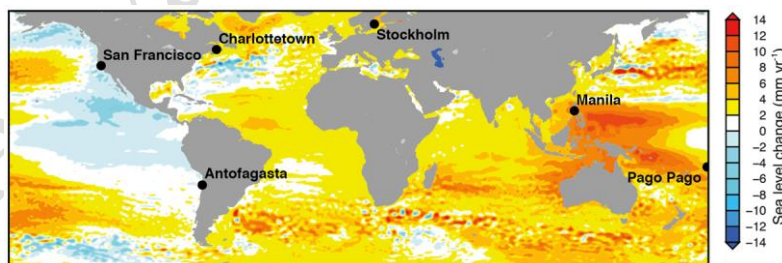 Charlottetown
Stockholm
San Francisco
Manila
Antofagasta
Pago Pago
14
12
10
8
6
4
2
0
−2
−4
−6
−8
−10
−12
−14
Sea level change (mm yr⁻¹)